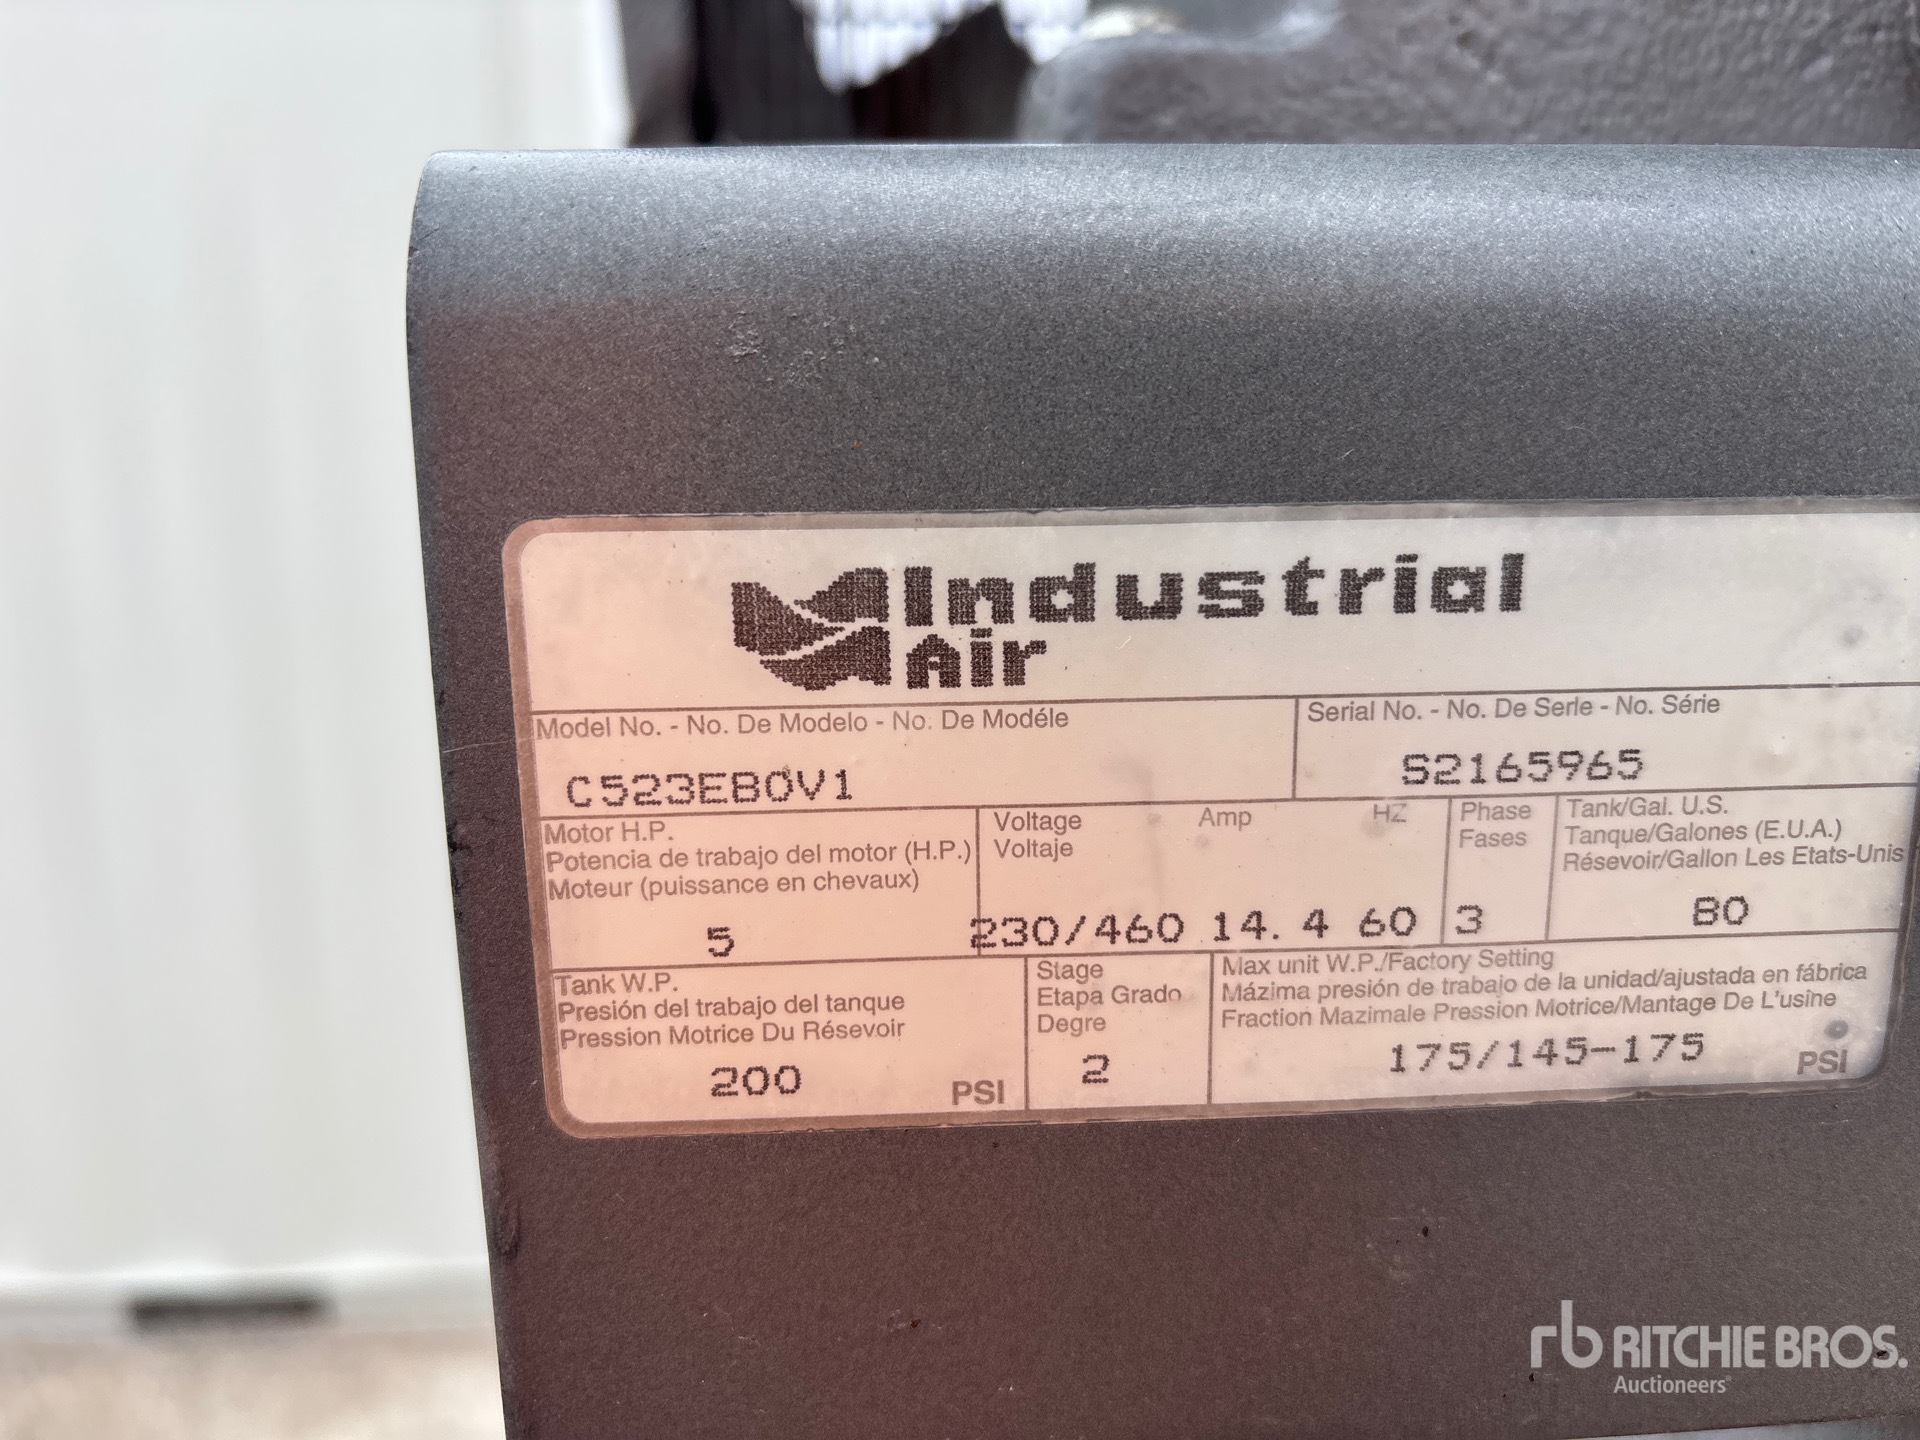 Industrial
Air
Model No. - No. De Modelo - No. De Modéle
C523EB0V1
Serial No. - No. De Serle - No. Série
S2165965
Motor H.P.
Potencia de trabajo del motor (H.P.)
Moteur (puissance en chevaux)
5
Voltage Amp HZ
Voltaje
230/460 14.4 60
Phase
Fases
3
Tank/Gal. U.S.
Tanque/Galones (E.U.A.)
Résevoir/Gallon Les Etats-Unis
80
Tank W.P.
Presión del trabajo del tanque
Pression Motrice Du Résevoir
200 PSI
Stage
Etapa Grado
Degre
2
Max unit W.P./Factory Setting
Mázima presión de trabajo de la unidad/ajustada en fábrica
Fraction Mazimale Pression Motrice/Mantage De L'usine
175/145-175 PSI
rb RITCHIE BROS.
Auctioneers